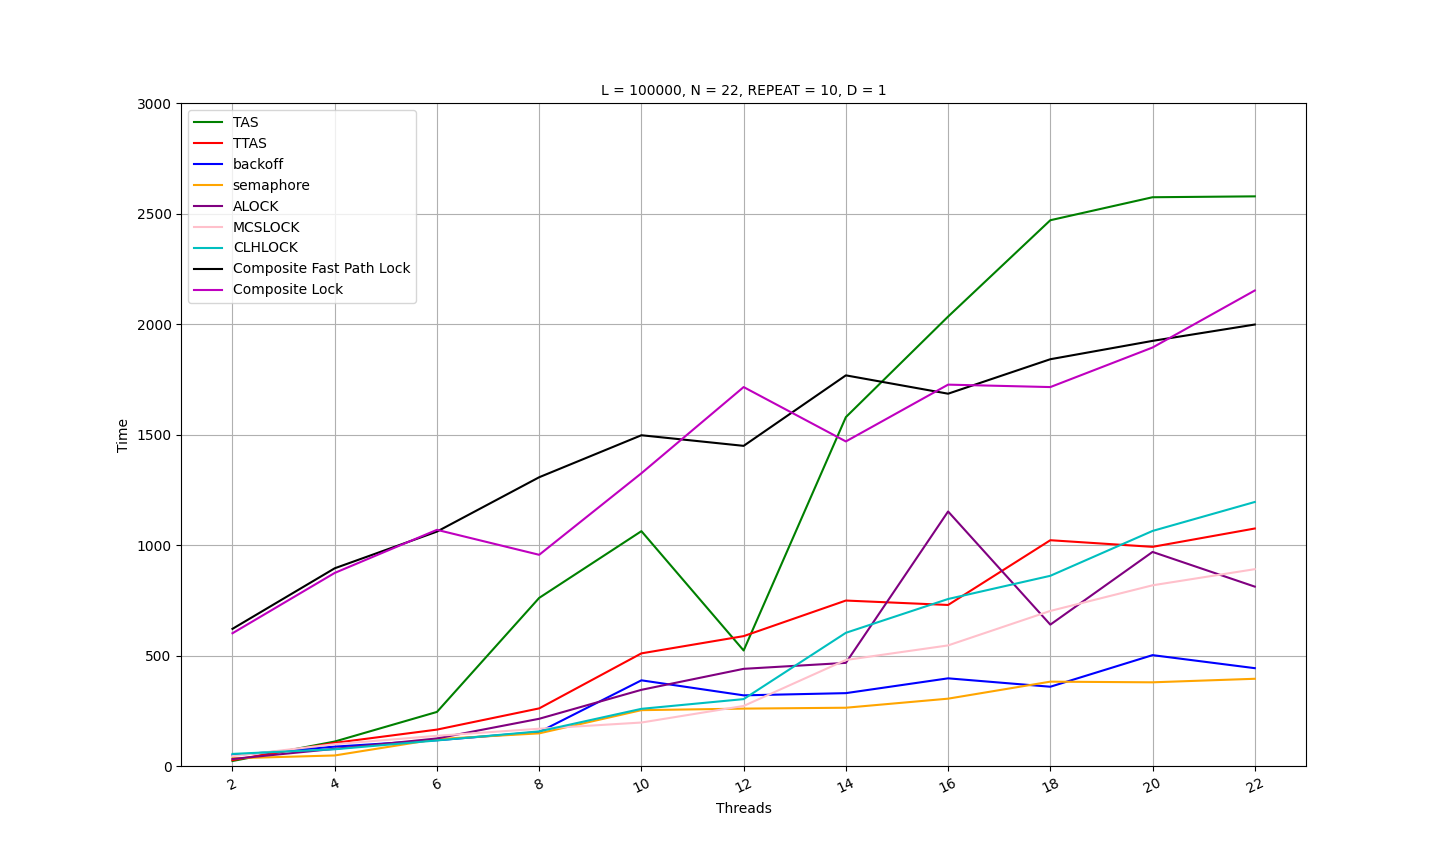 L = 100000, N = 22, REPEAT = 10, D = 1
3000
2500
2000
1500
1000
500
0
Time
TAS
TTAS
backoff
semaphore
ALOCK
MCSLOCK
CLHLOCK
Composite Fast Path Lock
Composite Lock
2 4 6 8 10 12 14 16 18 20 22
Threads